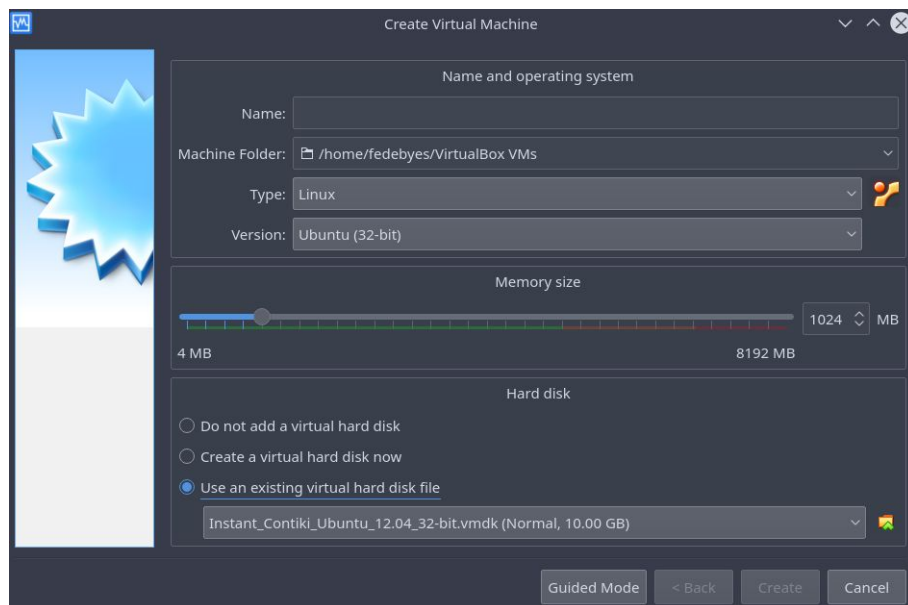 Create Virtual Machine
Name and operating system
Name:
Machine Folder: /home/fedebyes/VirtualBox VMs
Type: Linux
Version: Ubuntu (32-bit)
Memory size
1024 MB
4 MB 8192 MB
Hard disk
Do not add a virtual hard disk
Create a virtual hard disk now
Use an existing virtual hard disk file
Instant_Contiki_Ubuntu_12.04_32-bit.vmdk (Normal, 10.00 GB)
Guided Mode < Back Create Cancel